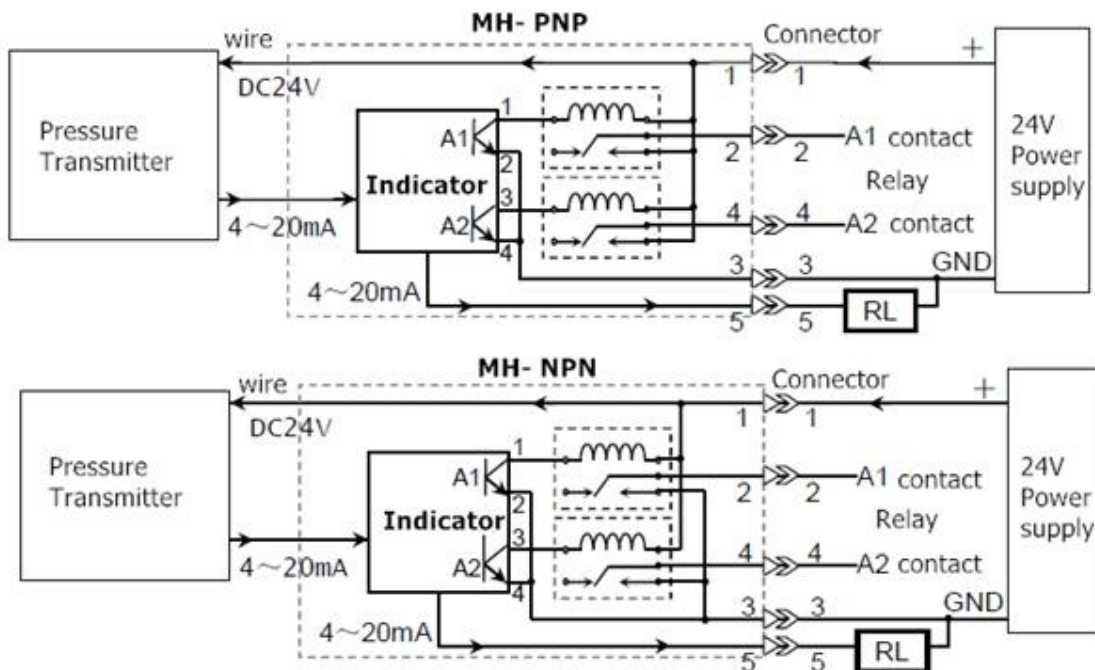 MH- PNP
wire
Connector
+
DC24V
1
1
Pressure
Transmitter
1
A1
2
2
2
A1 contact
24V
Power
supply
Indicator
Relay
3
A2
4
4
4
A2 contact
4～20mA
3
3
GND
4～20mA
5
5
RL
MH- NPN
wire
Connector
+
DC24V
1
1
Pressure
Transmitter
1
A1
2
2
2
A1 contact
24V
Power
supply
Indicator
Relay
3
A2
4
4
4
A2 contact
4～20mA
3
3
GND
4～20mA
5
5
RL